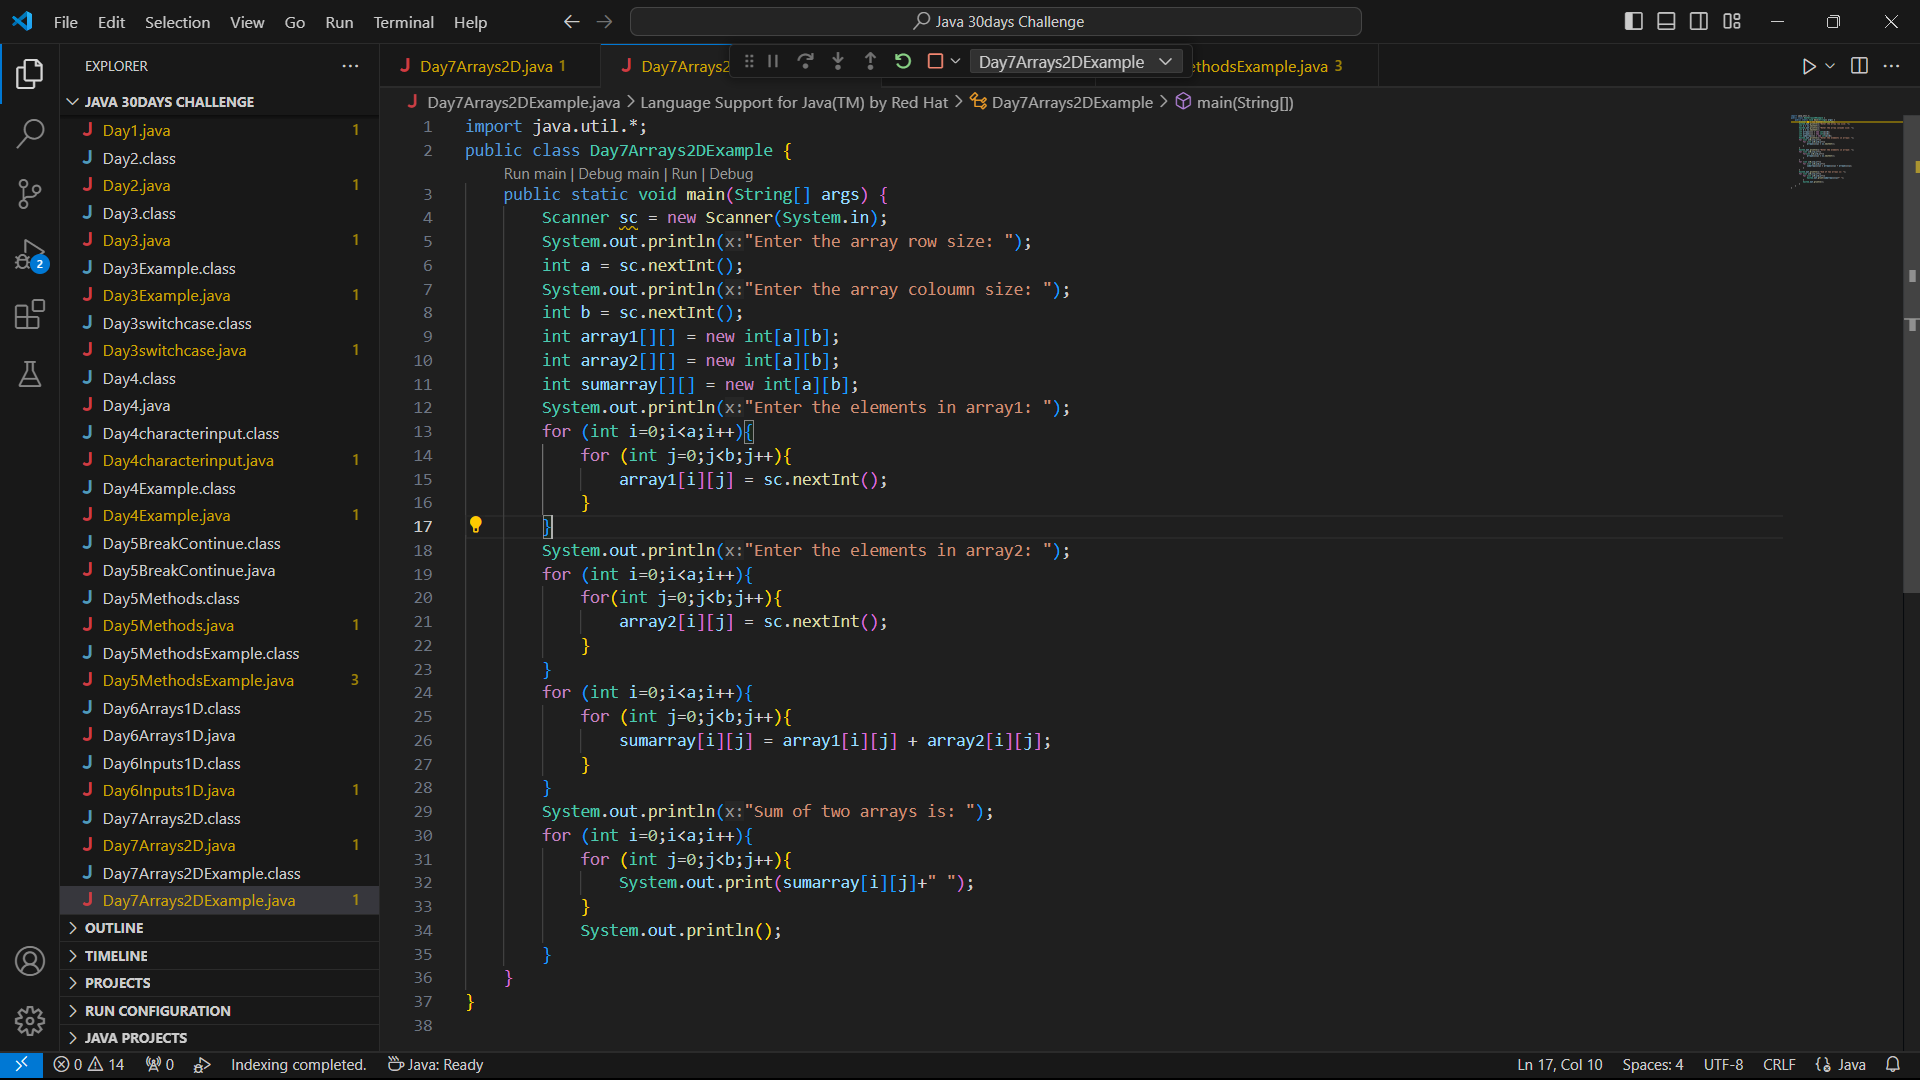 File Edit Selection View Go Run Terminal Help
Java 30days Challenge
EXPLORER
JAVA 30DAYS CHALLENGE
Day1.java 1
Day2.class
Day2.java 1
Day3.class
Day3.java 1
Day3Example.class
Day3Example.java 1
Day3switchcase.class
Day3switchcase.java 1
Day4.class
Day4.java
Day4characterinput.class
Day4characterinput.java 1
Day4Example.class
Day4Example.java 1
Day5BreakContinue.class
Day5BreakContinue.java
Day5Methods.class
Day5Methods.java 1
Day5MethodsExample.class
Day5MethodsExample.java 3
Day6Arrays1D.class
Day6Arrays1D.java
Day6Inputs1D.class
Day6Inputs1D.java 1
Day7Arrays2D.class
Day7Arrays2D.java 1
Day7Arrays2DExample.class
Day7Arrays2DExample.java 1
OUTLINE
TIMELINE
PROJECTS
RUN CONFIGURATION
JAVA PROJECTS
2
Day7Arrays2D.java 1
Day7Arrays2
Day7Arrays2DExample
ethodsExample.java 3
Day7Arrays2DExample.java > Language Support for Java(TM) by Red Hat > Day7Arrays2DExample > main(String[])
1 import java.util.*;
2 public class Day7Arrays2DExample {
Run main | Debug main | Run | Debug
3 public static void main(String[] args) {
4 Scanner sc = new Scanner(System.in);
5 System.out.println(x:"Enter the array row size: ");
6 int a = sc.nextInt();
7 System.out.println(x:"Enter the array coloumn size: ");
8 int b = sc.nextInt();
9 int array1[][] = new int[a][b];
10 int array2[][] = new int[a][b];
11 int sumarray[][] = new int[a][b];
12 System.out.println(x:"Enter the elements in array1: ");
13 for (int i=0;i<a;i++){
14 for (int j=0;j<b;j++){
15 array1[i][j] = sc.nextInt();
16 }
17 }
18 System.out.println(x:"Enter the elements in array2: ");
19 for (int i=0;i<a;i++){
20 for(int j=0;j<b;j++){
21 array2[i][j] = sc.nextInt();
22 }
23 }
24 for (int i=0;i<a;i++){
25 for (int j=0;j<b;j++){
26 sumarray[i][j] = array1[i][j] + array2[i][j];
27 }
28 }
29 System.out.println(x:"Sum of two arrays is: ");
30 for (int i=0;i<a;i++){
31 for (int j=0;j<b;j++){
32 System.out.print(sumarray[i][j]+" ");
33 }
34 System.out.println();
35 }
36 }
37 }
38
0 14 0 Indexing completed. Java: Ready Ln 17, Col 10 Spaces: 4 UTF-8 CRLF Java